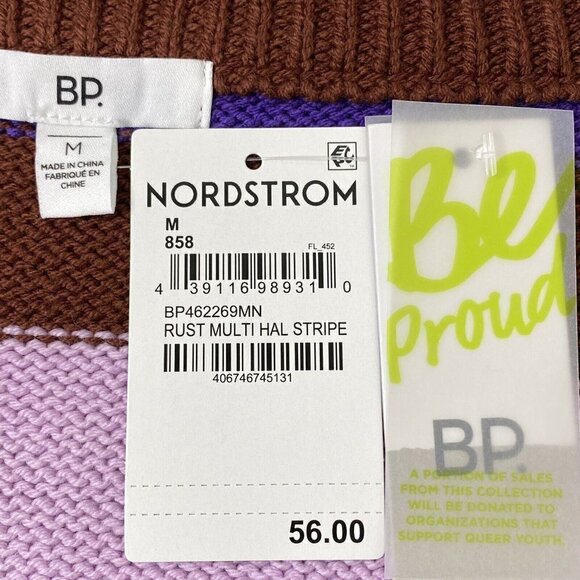 BP.
M
MADE IN CHINA
FABRIQUÉ EN
CHINE
NORDSTROM
M
858
FL_452
4 39116 98931 0
BP462269MN
RUST MULTI HAL STRIPE
406746745131
56.00
Be
proud
BP.
A PORTION OF SALES
FROM THIS COLLECTION
WILL BE DONATED TO
ORGANIZATIONS THAT
SUPPORT QUEER YOUTH.